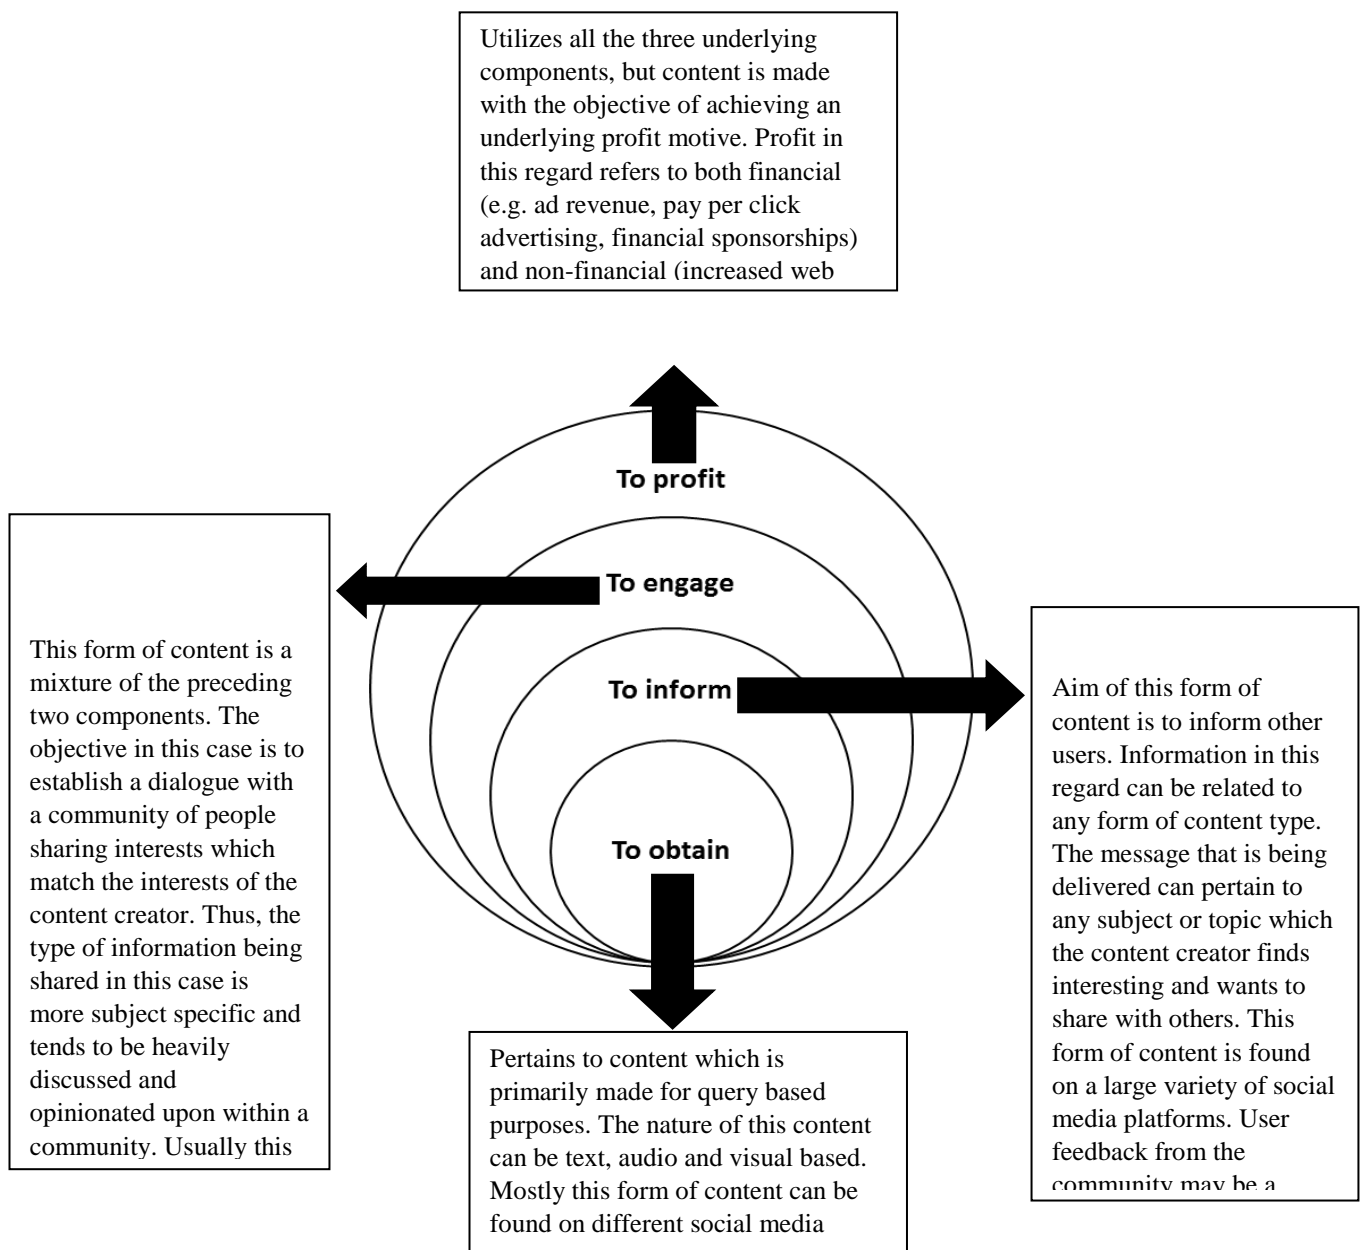 Utilizes all the three underlying
components, but content is made
with the objective of achieving an
underlying profit motive. Profit in
this regard refers to both financial
(e.g. ad revenue, pay per click
advertising, financial sponsorships)
and non-financial (increased web
To profit
To engage
To inform
To obtain
This form of content is a
mixture of the preceding
two components. The
objective in this case is to
establish a dialogue with
a community of people
sharing interests which
match the interests of the
content creator. Thus, the
type of information being
shared in this case is
more subject specific and
tends to be heavily
discussed and
opinionated upon within a
community. Usually this
Aim of this form of
content is to inform other
users. Information in this
regard can be related to
any form of content type.
The message that is being
delivered can pertain to
any subject or topic which
the content creator finds
interesting and wants to
share with others. This
form of content is found
on a large variety of social
media platforms. User
feedback from the
community may be a
Pertains to content which is
primarily made for query based
purposes. The nature of this content
can be text, audio and visual based.
Mostly this form of content can be
found on different social media